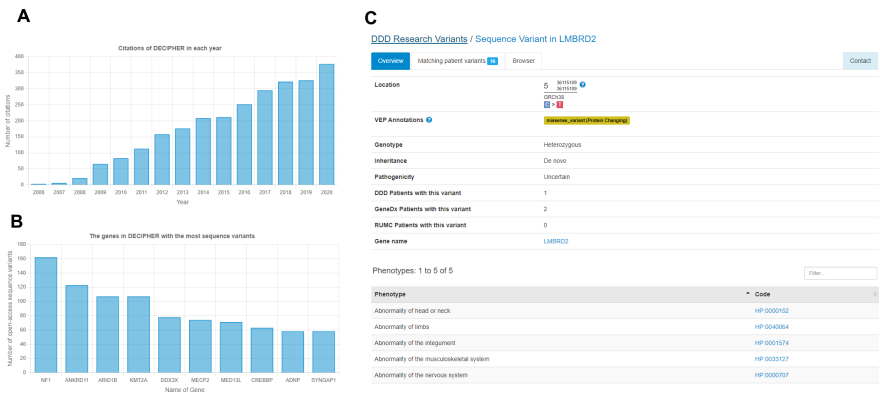 A
Citations of DECIPHER in each year
400
350
300
250
200
150
100
50
0
Number of citations
2006 2007 2008 2009 2010 2011 2012 2013 2014 2015 2016 2017 2018 2019 2020
Year
B
The genes in DECIPHER with the most sequence variants
180
160
140
120
100
80
60
40
20
0
Number of open-access sequence variants
NF1 ANKRD11 ARID1B KMT2A DDX3X MECP2 MED13L CREBBP ADNP SYNGAP1
Name of Gene
C
DDD Research Variants / Sequence Variant in LMBRD2
Overview Matching patient variants Browser Contact
Location 5 36115109
36115109
GRCh38
C > T
VEP Annotations missense_variant (Protein Changing)
Genotype Heterozygous
Inheritance De novo
Pathogenicity Uncertain
DDD Patients with this variant 1
GeneDx Patients with this variant 2
RUMC Patients with this variant 0
Gene name LMBRD2
Phenotypes: 1 to 5 of 5
Filter...
Phenotype Code
Abnormality of head or neck HP:0000152
Abnormality of limbs HP:0040064
Abnormality of the integument HP:0001574
Abnormality of the musculoskeletal system HP:0033127
Abnormality of the nervous system HP:0000707